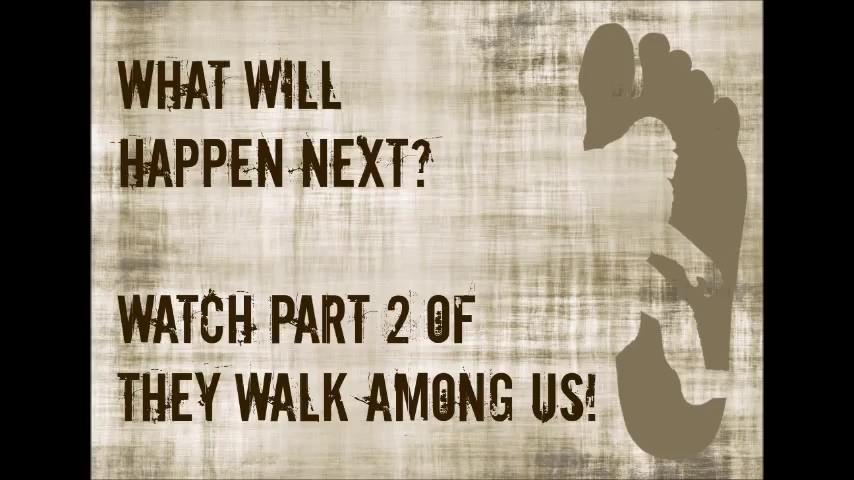 WHAT WILL
HAPPEN NEXT?
WATCH PART 2 OF
THEY WALK AMONG US!